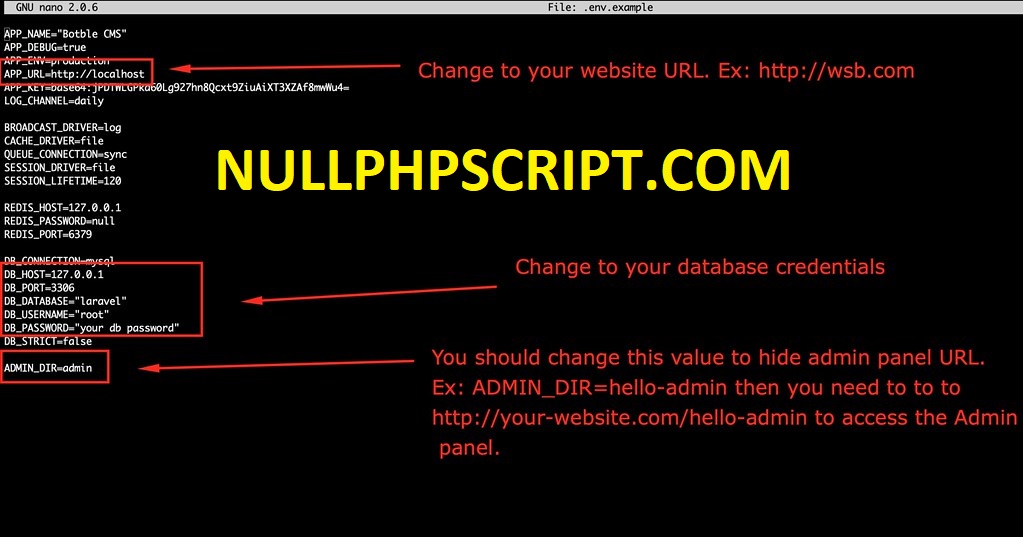 GNU nano 2.0.6 File: .env.example
APP_NAME="Botble CMS"
APP_DEBUG=true
APP_ENV=production
APP_URL=http://localhost
Change to your website URL. Ex: http://wsb.com
LOG_CHANNEL=daily
BROADCAST_DRIVER=log
CACHE_DRIVER=file
QUEUE_CONNECTION=sync
SESSION_DRIVER=file
SESSION_LIFETIME=120
NULLPHPSCRIPT.COM
REDIS_HOST=127.0.0.1
REDIS_PASSWORD=null
REDIS_PORT=6379
DB_CONNECTION=mysql
DB_HOST=127.0.0.1
DB_PORT=3306
DB_DATABASE="laravel"
DB_USERNAME="root"
DB_PASSWORD="your db password"
Change to your database credentials
DB_STRICT=false
ADMIN_DIR=admin
You should change this value to hide admin panel URL.
Ex: ADMIN_DIR=hello-admin then you need to to to
http://your-website.com/hello-admin to access the Admin
panel.